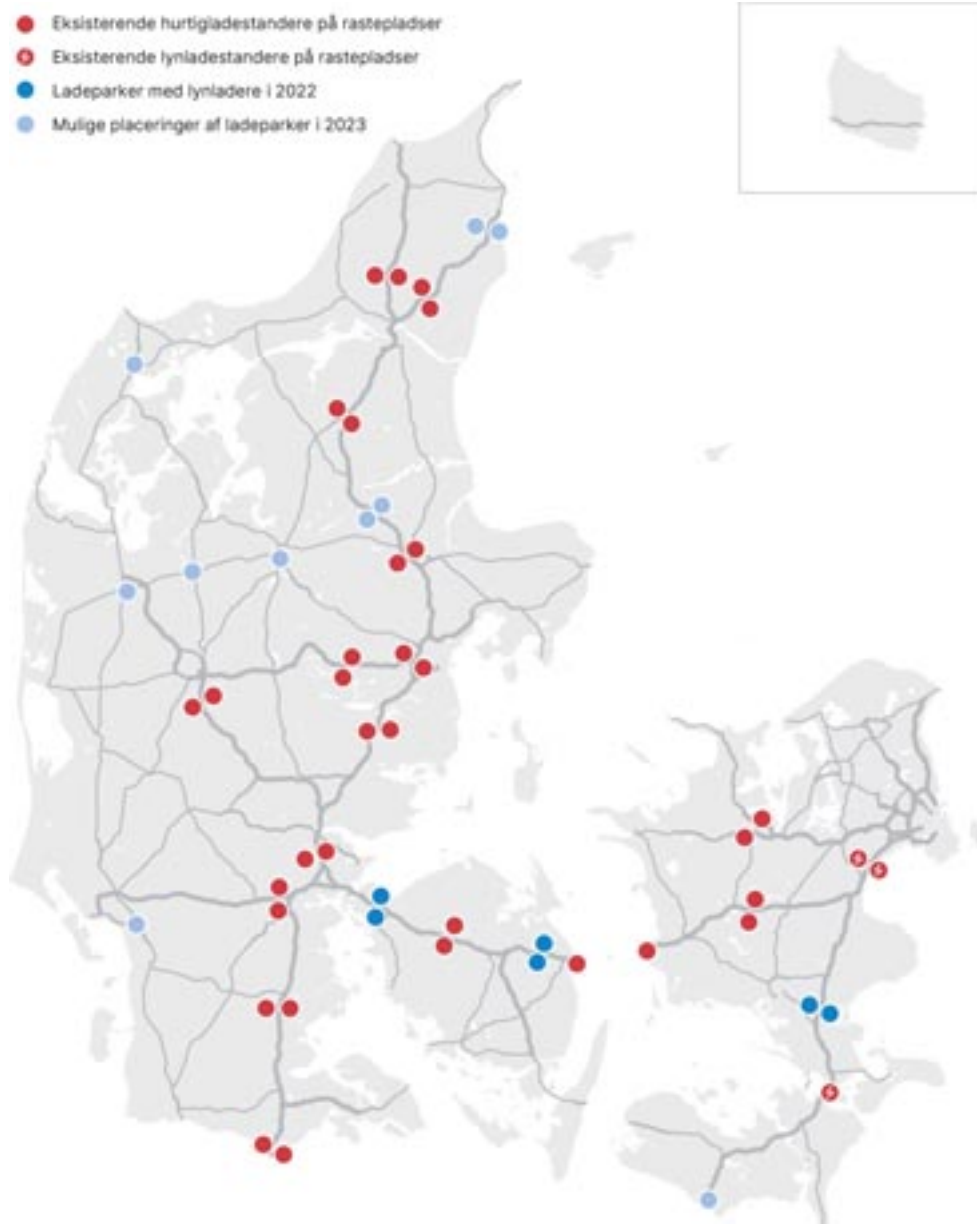 Eksisterende hurtigladestandere på rastepladser
Eksisterende lynladestandere på rastepladser
Ladeparker med lynladere i 2022
Mulige placeringer af ladeparker i 2023